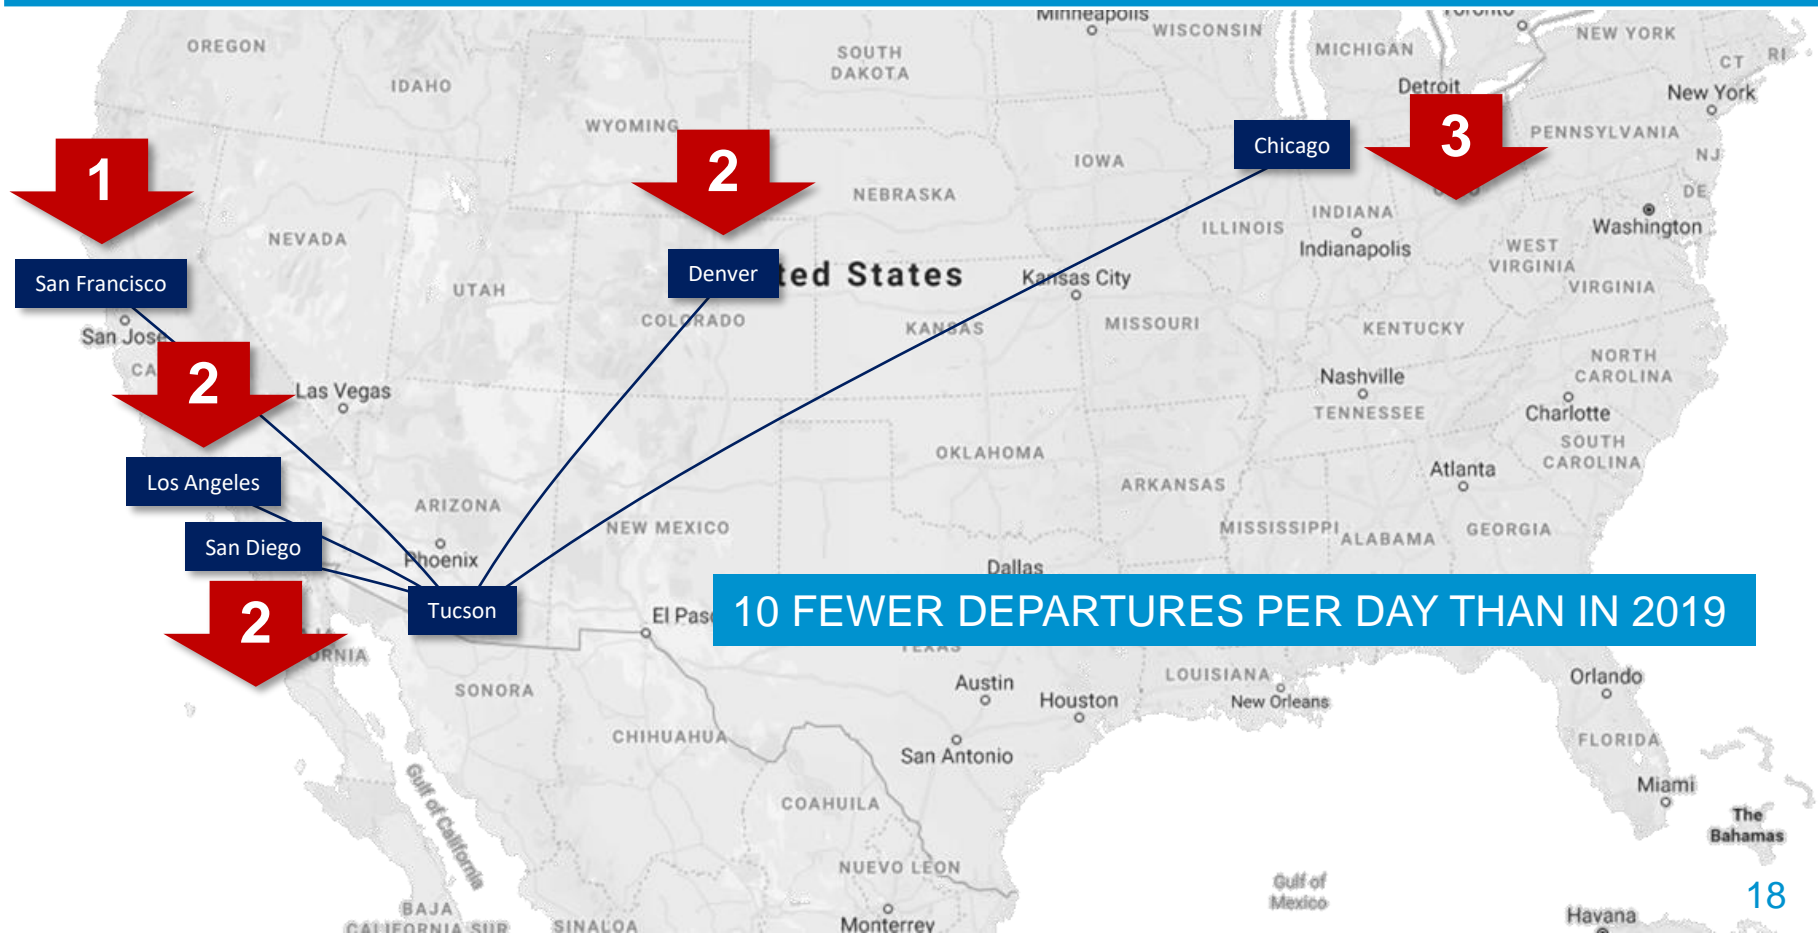 Minneapolis
WISCONSIN
OREGON
SOUTH
DAKOTA
MICHIGAN
NEW YORK
CT
RI
IDAHO
Detroit
New York
WYOMING
1
2
3
Chicago
PENNSYLVANIA
IOWA
NJ
NEBRASKA
DE
INDIANA
ILLINOIS
Washington
NEVADA
Indianapolis
WEST
VIRGINIA
San Francisco
UTAH
Denver
ted States
Kansas City
VIRGINIA
San Jose
COLORADO
KANSAS
MISSOURI
KENTUCKY
CA
2
Las Vegas
Nashville
TENNESSEE
NORTH
CAROLINA
Charlotte
OKLAHOMA
SOUTH
CAROLINA
Los Angeles
Atlanta
ARIZONA
ARKANSAS
NEW MEXICO
MISSISSIPPI
ALABAMA
GEORGIA
San Diego
Phoenix
Dallas
Tucson
El Paso
10 FEWER DEPARTURES PER DAY THAN IN 2019
2
ORNIA
TEXAS
SONORA
Austin
Houston
LOUISIANA
New Orleans
Orlando
CHIHUAHUA
San Antonio
FLORIDA
Gulf of California
Miami
COAHUILA
The
Bahamas
NUEVO LEON
Gulf of
Mexico
18
BAJA
CALIFORNIA SUR
SINALOA
Monterrey
Havana